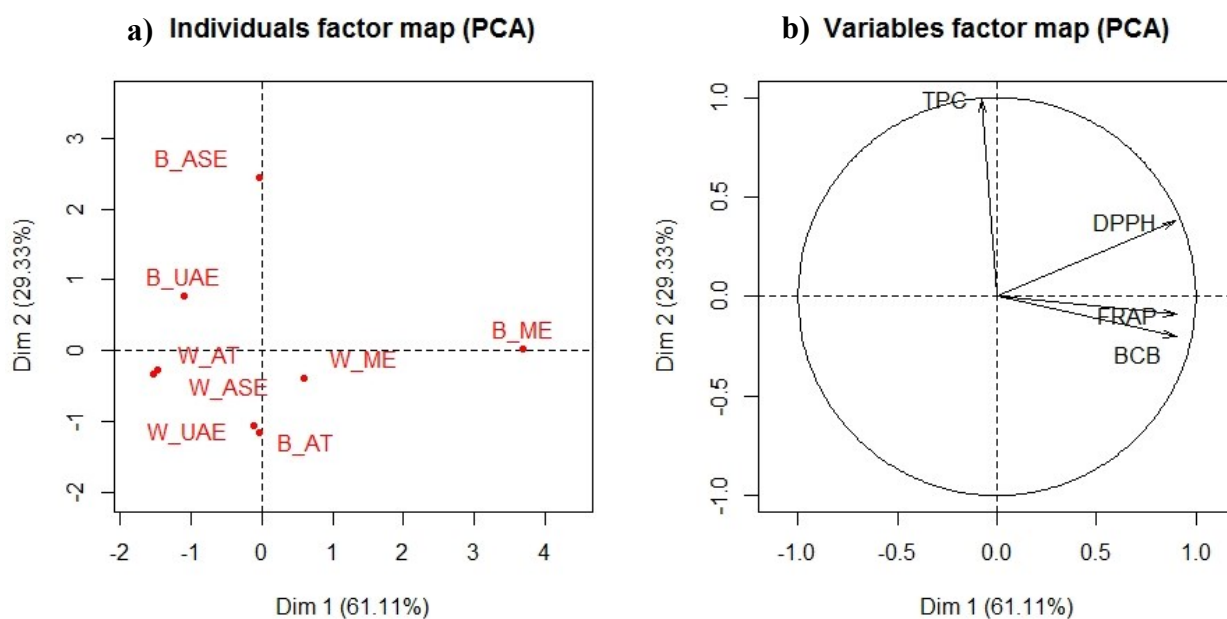 a) Individuals factor map (PCA)
Dim 2 (29.33%)
3
2
1
0
-1
-2
B_ASE
B_UAE
B_ME
W_AT
W_ME
W_ASE
W_UAE
B_AT
-2 -1 0 1 2 3 4
Dim 1 (61.11%)
b) Variables factor map (PCA)
Dim 2 (29.33%)
1.0
0.5
0.0
-0.5
-1.0
TPC
DPPH
FRAP
BCB
-1.0 -0.5 0.0 0.5 1.0
Dim 1 (61.11%)